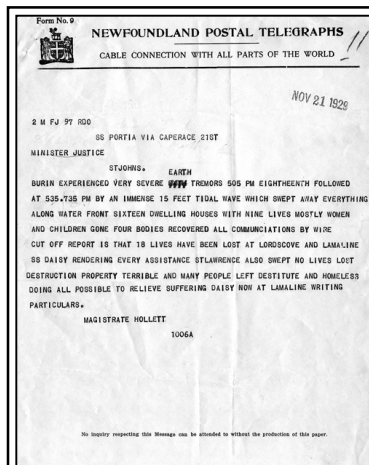 Form No. 9
NEWFOUNDLAND POSTAL TELEGRAPHS
CABLE CONNECTION WITH ALL PARTS OF THE WORLD
11
NOV 21 1929
2 M FJ 97 RDO
SS PORTIA VIA CAPERACE 21ST
MINISTER JUSTICE
STJOHNS.
EARTH
BURIN EXPERIENCED VERY SEVERE TREMORS 505 PM EIGHTHEENTH FOLLOWED
AT 535.735 PM BY AN IMMENSE 15 FEET TIDAL WAVE WHICH SWEPT AWAY EVERYTHING
ALONG WATER FRONT SIXTEEN DWELLING HOUSES WITH NINE LIVES MOSTLY WOMEN
AND CHILDREN GONE FOUR BODIES RECOVERED ALL COMMUNCIATIONS BY WIRE
CUT OFF REPORT IS THAT 18 LIVES HAVE BEEN LOST AT LORDSCOVE AND LAMALINE
SS DAISY RENDERING EVERY ASSISTANCE STLAWRENCE ALSO SWEPT NO LIVES LOST
DESTRUCTION PROPERTY TERRIBLE AND MANY PEOPLE LEFT DESTITUTE AND HOMELESS
DOING ALL POSSIBLE TO RELIEVE SUFFERING DAISY NOW AT LAMALINE WRITING
PARTICULARS.
MAGISTRATE HOLLETT
1006A
No inquiry respecting this Message can be attended to without the production of this paper.